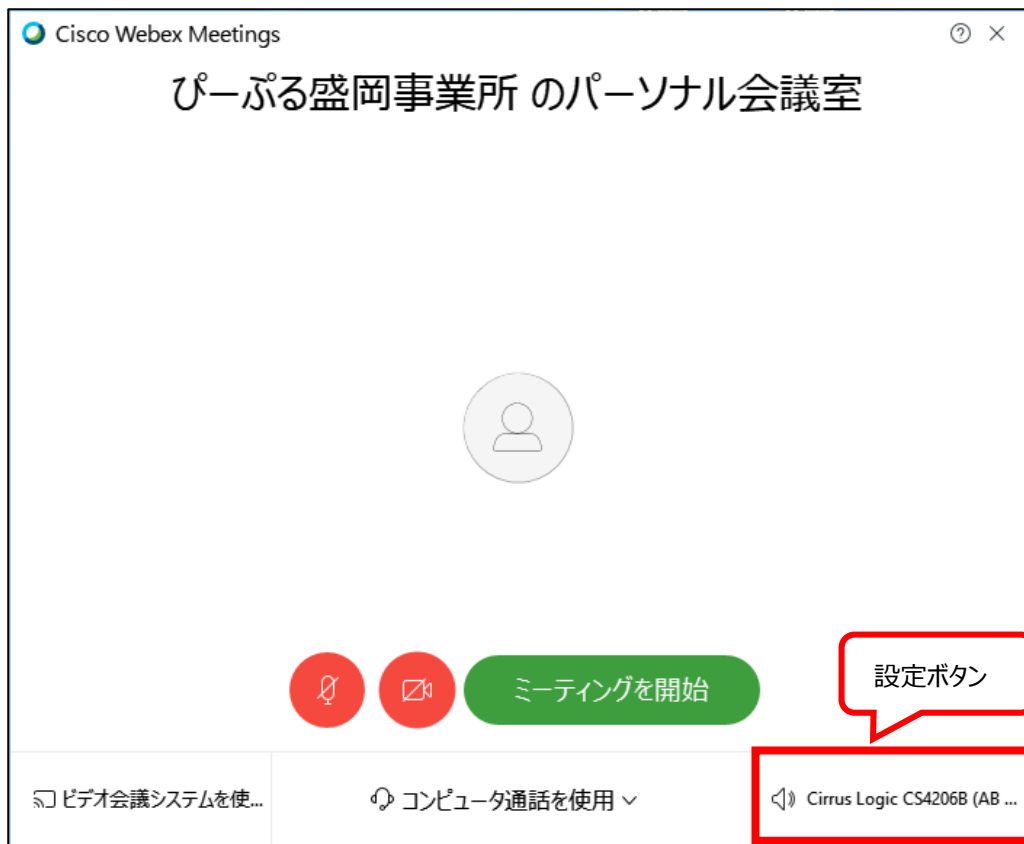 Cisco Webex Meetings
ぴーぷる盛岡事業所 のパーソナル会議室
ミーティングを開始
設定ボタン
ビデオ会議システムを使...
コンピュータ通話を使用
Cirrus Logic CS4206B (AB ...